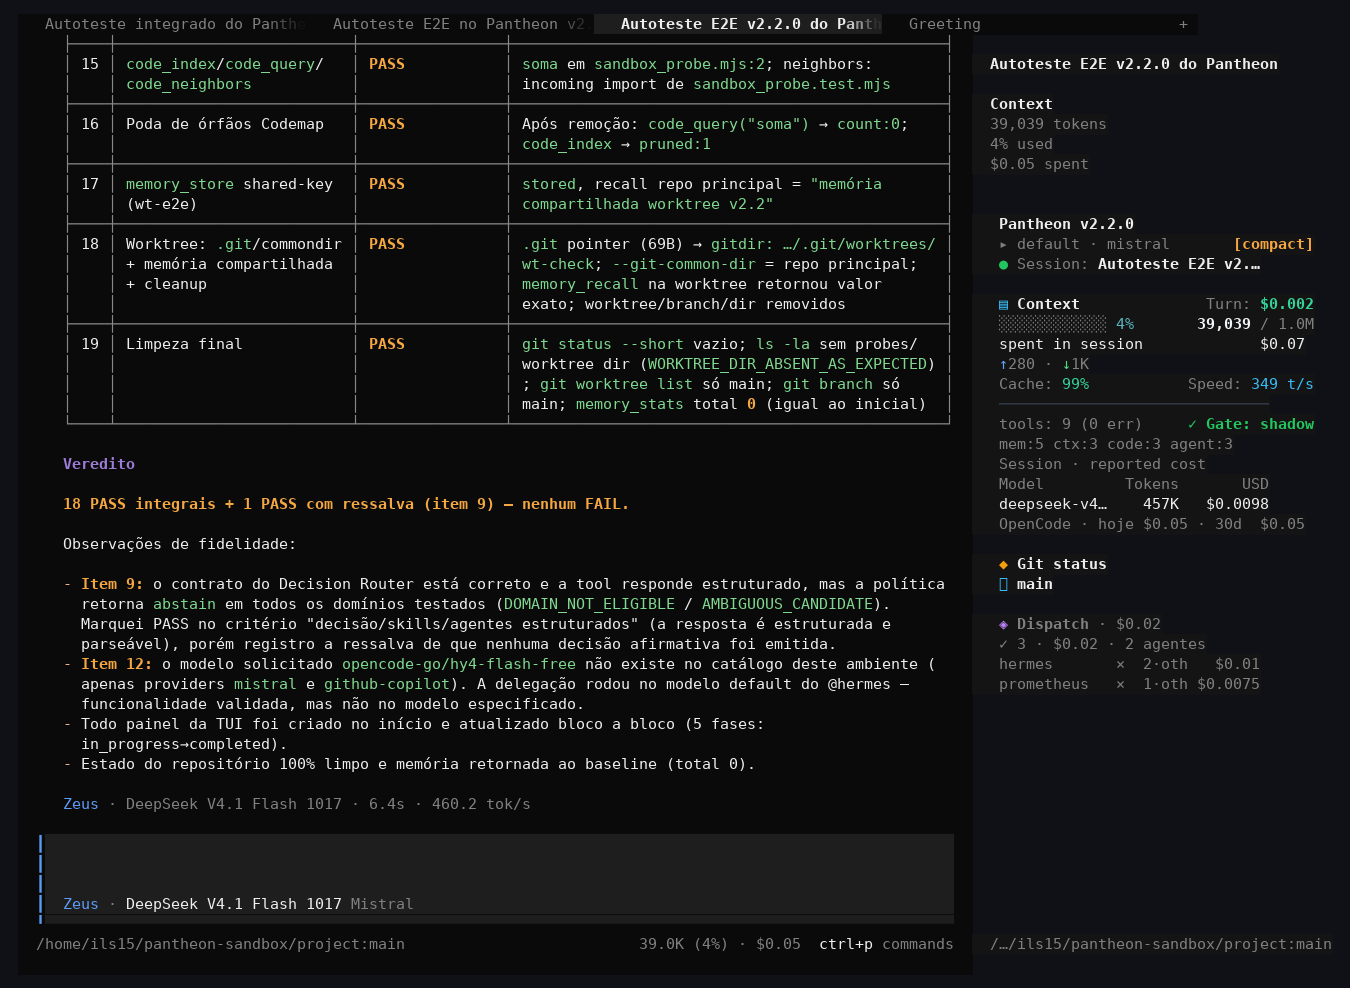 Autoteste integrado do Panthe Autoteste E2E no Pantheon v2 Autoteste E2E v2.2.0 do Panth Greeting +
15 code_index/code_query/ PASS soma em sandbox_probe.mjs:2; neighbors:
code_neighbors incoming import de sandbox_probe.test.mjs
16 Poda de órfãos Codemap PASS Após remoção: code_query("soma") → count:0;
code_index → pruned:1
17 memory_store shared-key PASS stored, recall repo principal = "memória
(wt-e2e) compartilhada worktree v2.2"
18 Worktree: .git/commondir PASS .git pointer (69B) → gitdir: …/.git/worktrees/
+ memória compartilhada wt-check; --git-common-dir = repo principal;
+ cleanup memory_recall na worktree retornou valor
exato; worktree/branch/dir removidos
19 Limpeza final PASS git status --short vazio; ls -la sem probes/
worktree dir (WORKTREE_DIR_ABSENT_AS_EXPECTED)
; git worktree list só main; git branch só
main; memory_stats total 0 (igual ao inicial)
Veredito
18 PASS integrais + 1 PASS com ressalva (item 9) — nenhum FAIL.
Observações de fidelidade:
- Item 9: o contrato do Decision Router está correto e a tool responde estruturado, mas a política
retorna abstain em todos os domínios testados (DOMAIN_NOT_ELIGIBLE / AMBIGUOUS_CANDIDATE).
Marquei PASS no critério "decisão/skills/agentes estruturados" (a resposta é estruturada e
parseável), porém registro a ressalva de que nenhuma decisão afirmativa foi emitida.
- Item 12: o modelo solicitado opencode-go/hy4-flash-free não existe no catálogo deste ambiente (
apenas providers mistral e github-copilot). A delegação rodou no modelo default do @hermes —
funcionalidade validada, mas não no modelo especificado.
- Todo painel da TUI foi criado no início e atualizado bloco a bloco (5 fases:
in_progress→completed).
- Estado do repositório 100% limpo e memória retornada ao baseline (total 0).
Zeus · DeepSeek V4.1 Flash 1017 · 6.4s · 460.2 tok/s
Zeus · DeepSeek V4.1 Flash 1017 Mistral
/home/ils15/pantheon-sandbox/project:main 39.0K (4%) · $0.05 ctrl+p commands
Autoteste E2E v2.2.0 do Pantheon
Context
39,039 tokens
4% used
$0.05 spent
Pantheon v2.2.0
▸ default · mistral [compact]
● Session: Autoteste E2E v2.…
▤ Context Turn: $0.002
4% 39,039 / 1.0M
spent in session $0.07
↑280 · ↓1K
Cache: 99% Speed: 349 t/s
tools: 9 (0 err) ✓ Gate: shadow
mem:5 ctx:3 code:3 agent:3
Session · reported cost
Model Tokens USD
deepseek-v4… 457K $0.0098
OpenCode · hoje $0.05 · 30d $0.05
◆ Git status
main
◈ Dispatch · $0.02
✓ 3 · $0.02 · 2 agentes
hermes × 2·oth $0.01
prometheus × 1·oth $0.0075
/…/ils15/pantheon-sandbox/project:main